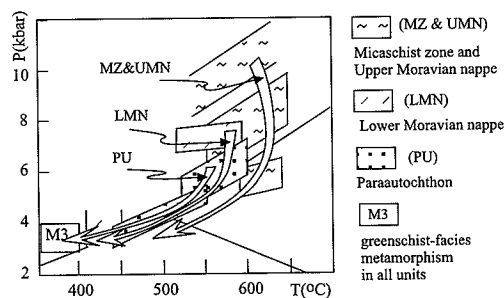 P(kbar)
10
8
6
4
2
MZ&UMN
LMN
PU
M3
400
500
600
T(°C)
(MZ & UMN)
Micaschist zone and
Upper Moravian nappe
(LMN)
Lower Moravian nappe
(PU)
Paraautochthon
M3
greenschist-facies
metamorphism
in all units